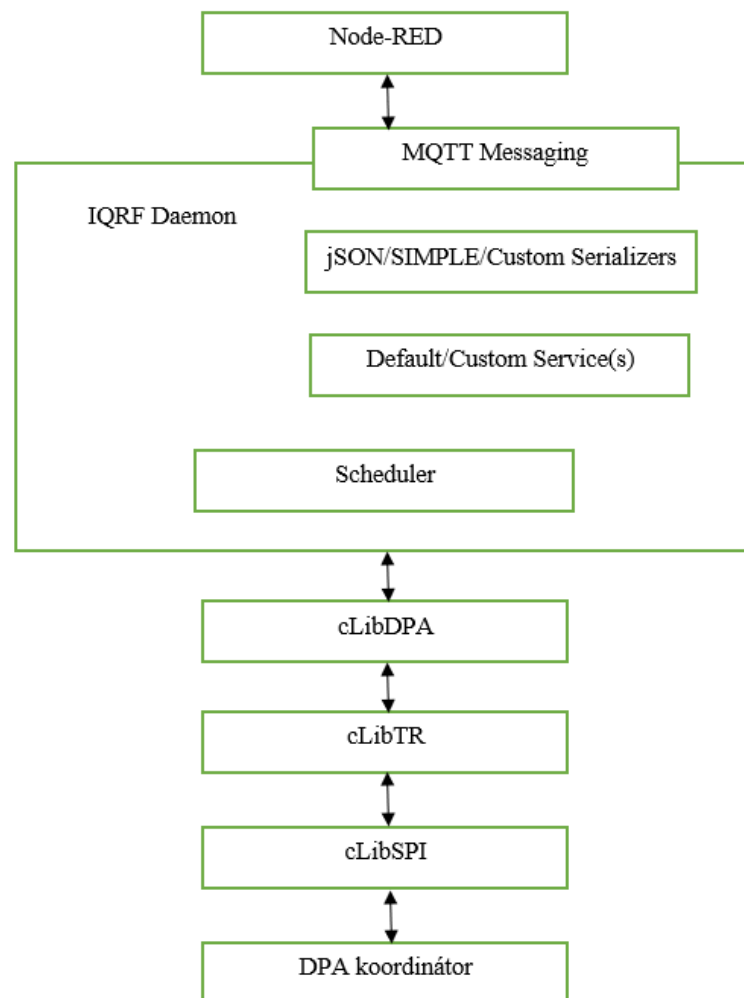 Node-RED
MQTT Messaging
IQRF Daemon
jSON/SIMPLE/Custom Serializers
Default/Custom Service(s)
Scheduler
cLibDPA
cLibTR
cLibSPI
DPA koordinátor